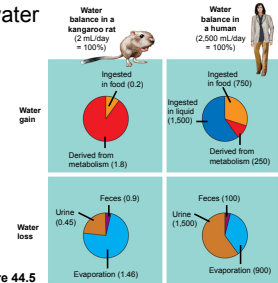 water
Water
balance in a
kangaroo rat
(2 mL/day
= 100%)
Water
balance in
a human
(2,500 mL/day
= 100%)
Water
gain
Ingested
in food (0.2)
Derived from
metabolism (1.8)
Ingested
in food (750)
Ingested
in liquid
(1,500)
Derived from
metabolism (250)
Water
loss
Feces (0.9)
Urine
(0.45)
Evaporation (1.46)
Feces (100)
Urine
(1,500)
Evaporation (900)
re 44.5